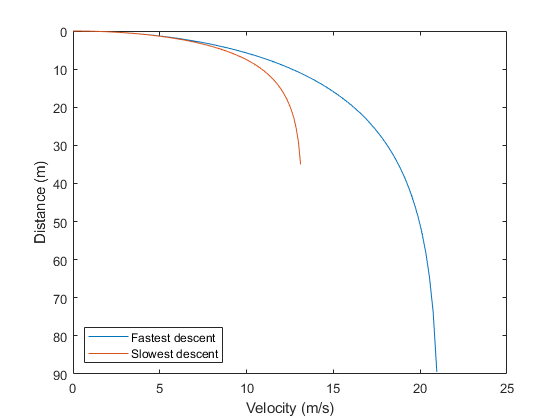 0
10
20
30
40
50
60
70
80
90
Distance (m)
Fastest descent
Slowest descent
0 5 10 15 20 25
Velocity (m/s)